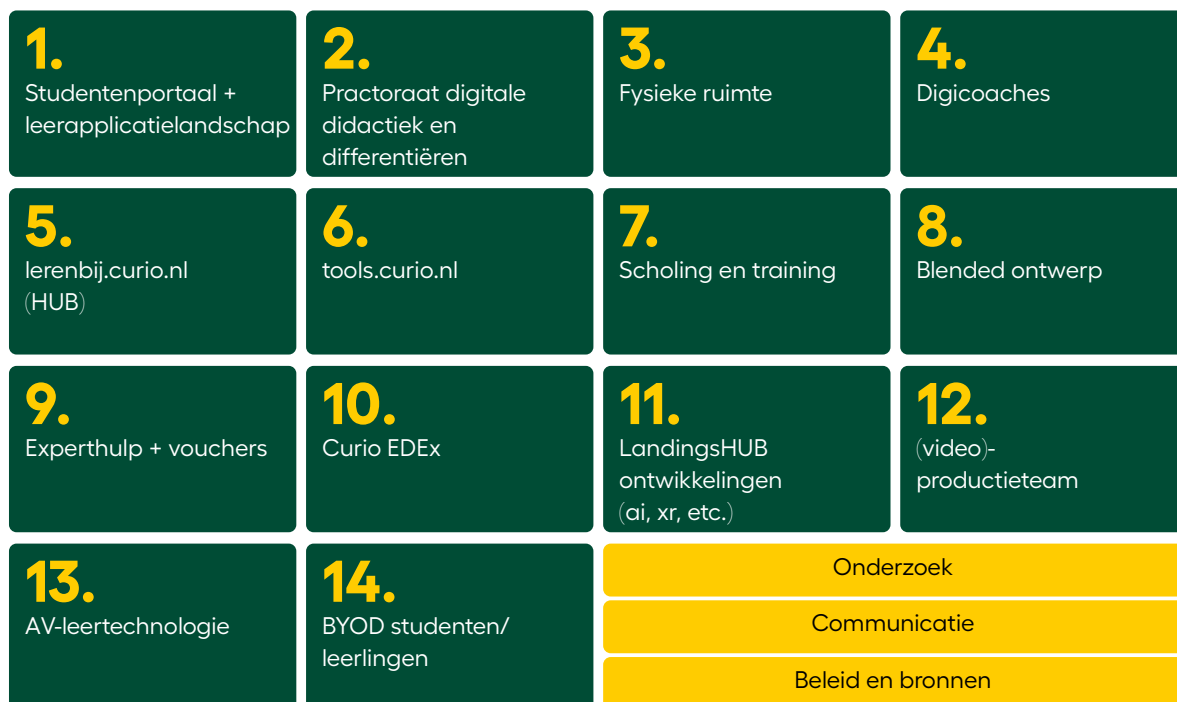 1.
Studentenportaal +
leerapplicatielandschap
2.
Practoraat digitale
didactiek en
differentiëren
3.
Fysieke ruimte
4.
Digicoaches
5.
lerenbij.curio.nl
(HUB)
6.
tools.curio.nl
7.
Scholing en training
8.
Blended ontwerp
9.
Experthulp + vouchers
10.
Curio EDEx
11.
LandingsHUB
ontwikkelingen
(ai, xr, etc.)
12.
(video)-
productieteam
13.
AV-leertechnologie
14.
BYOD studenten/
leerlingen
Onderzoek
Communicatie
Beleid en bronnen